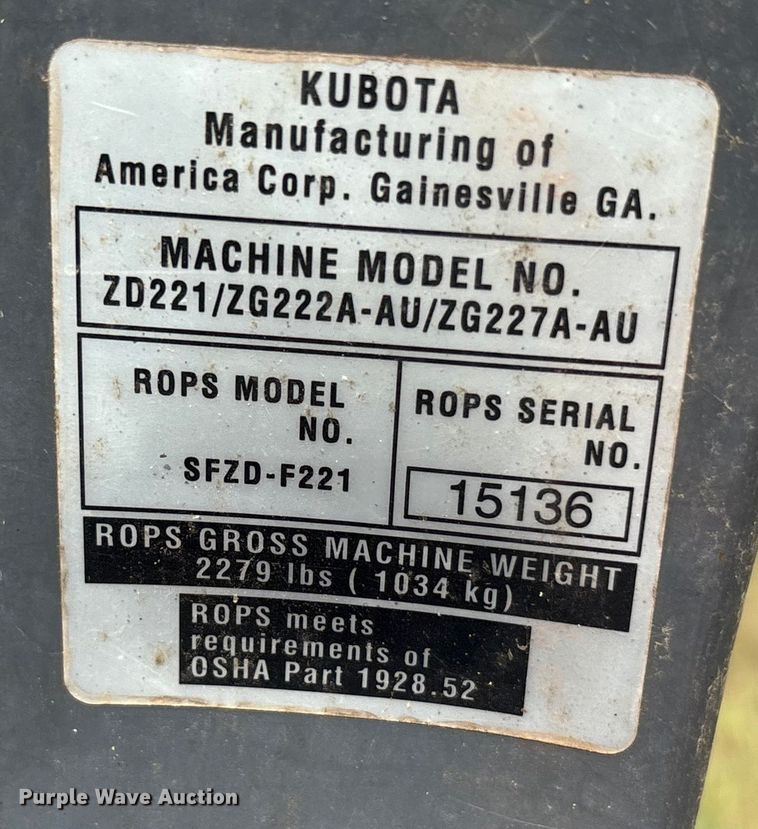 KUBOTA
Manufacturing of
America Corp. Gainesville GA.
MACHINE MODEL NO.
ZD221/ZG222A-AU/ZG227A-AU
ROPS MODEL
NO.
SFZD-F221
ROPS SERIAL
NO.
15136
ROPS GROSS MACHINE WEIGHT
2279 lbs ( 1034 kg)
ROPS meets
requirements of
OSHA Part 1928.52
Purple Wave Auction